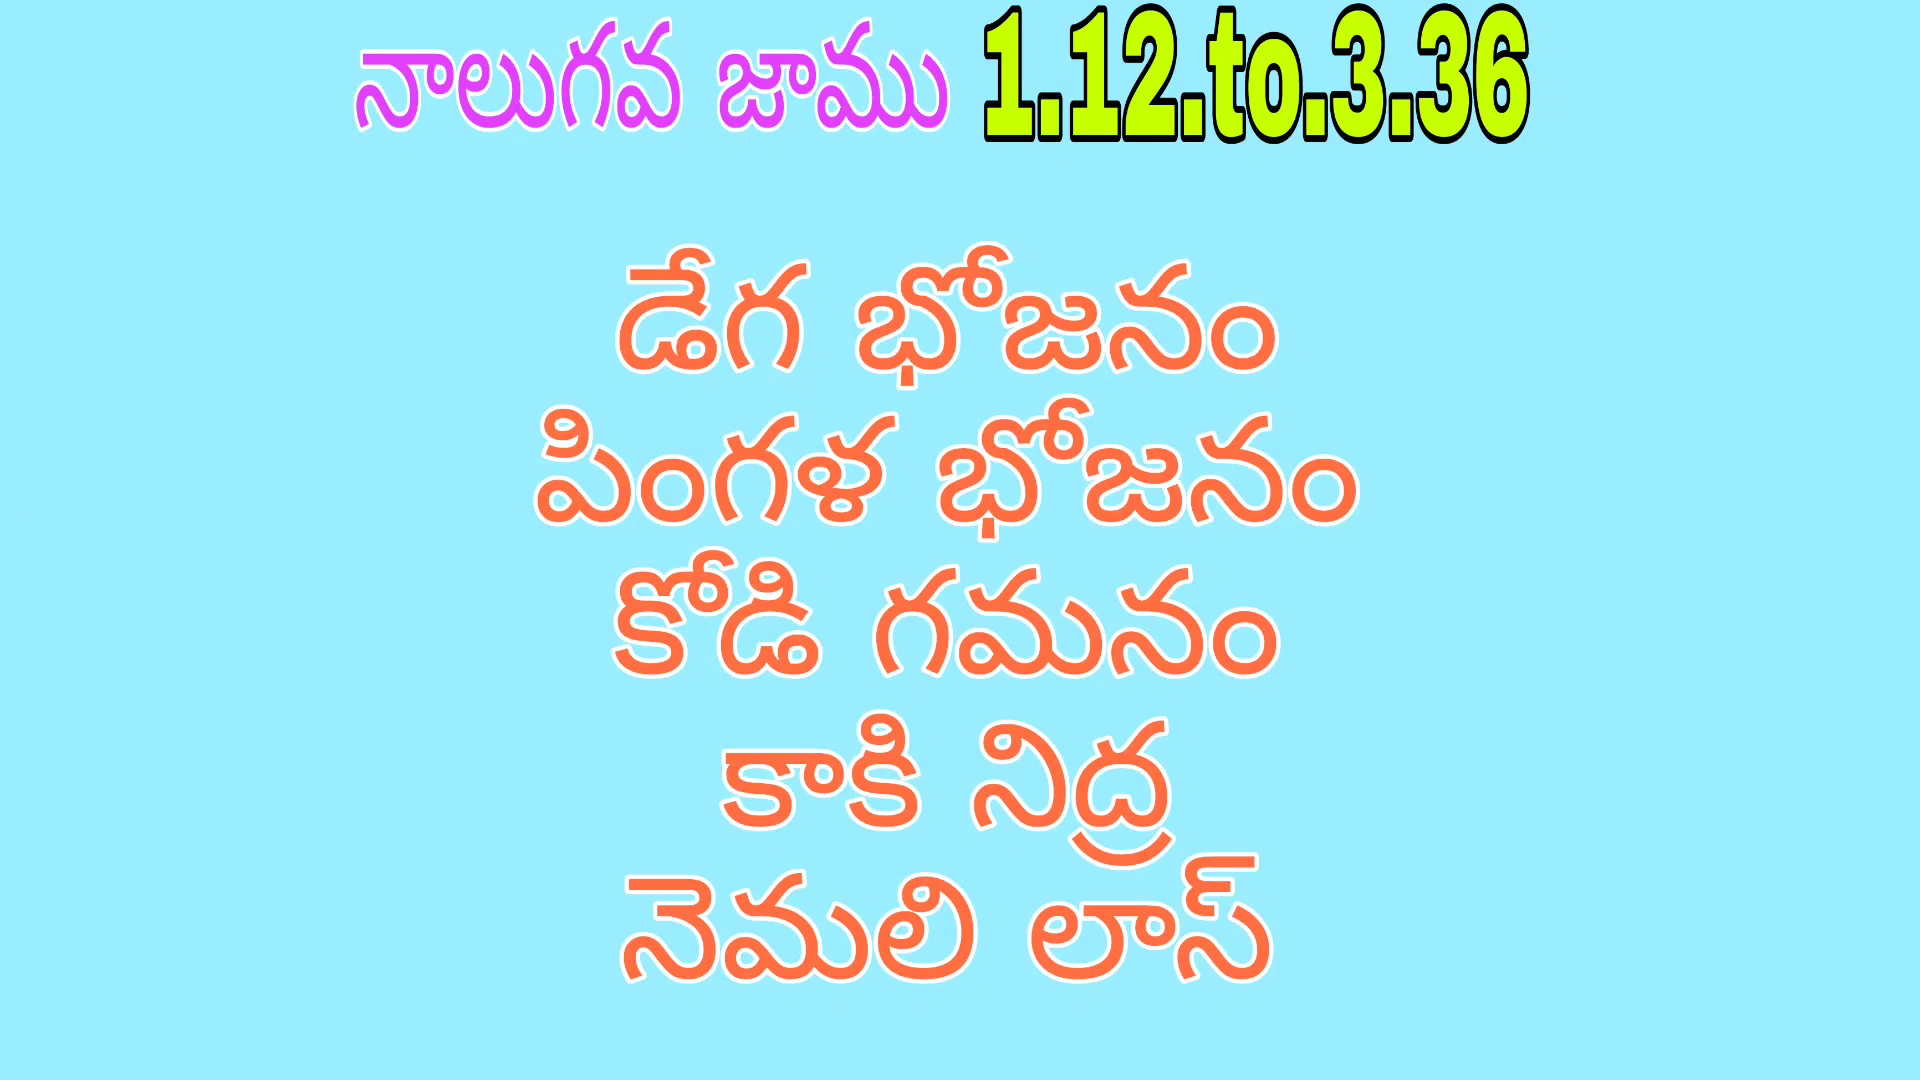 నాలుగవ జాము 1.12.to.3.36
డేగ భోజనం
పింగళ భోజనం
కోడి గమనం
కాకి నిద్ర
నెమలి లాస్